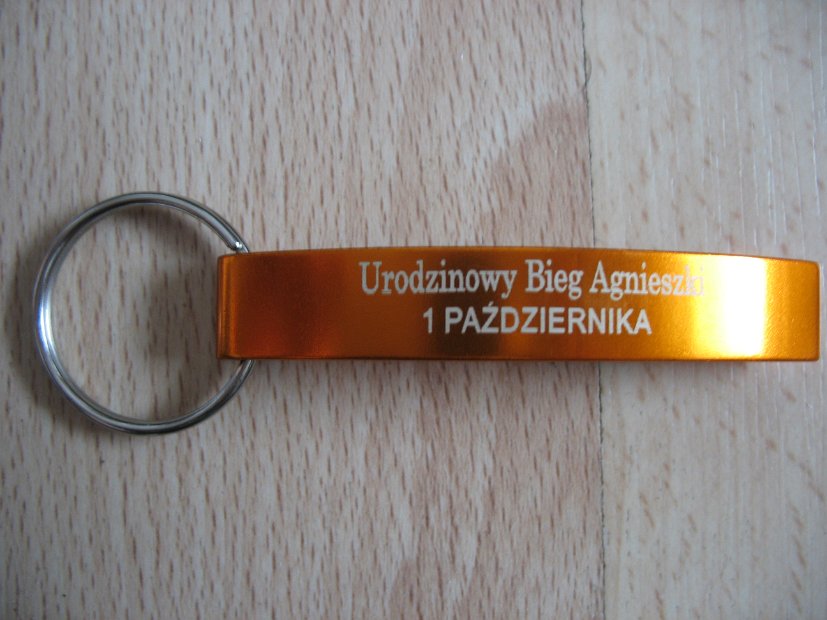 Urodzinowy Bieg Agnieszki
1 PAŹDZIERNIKA